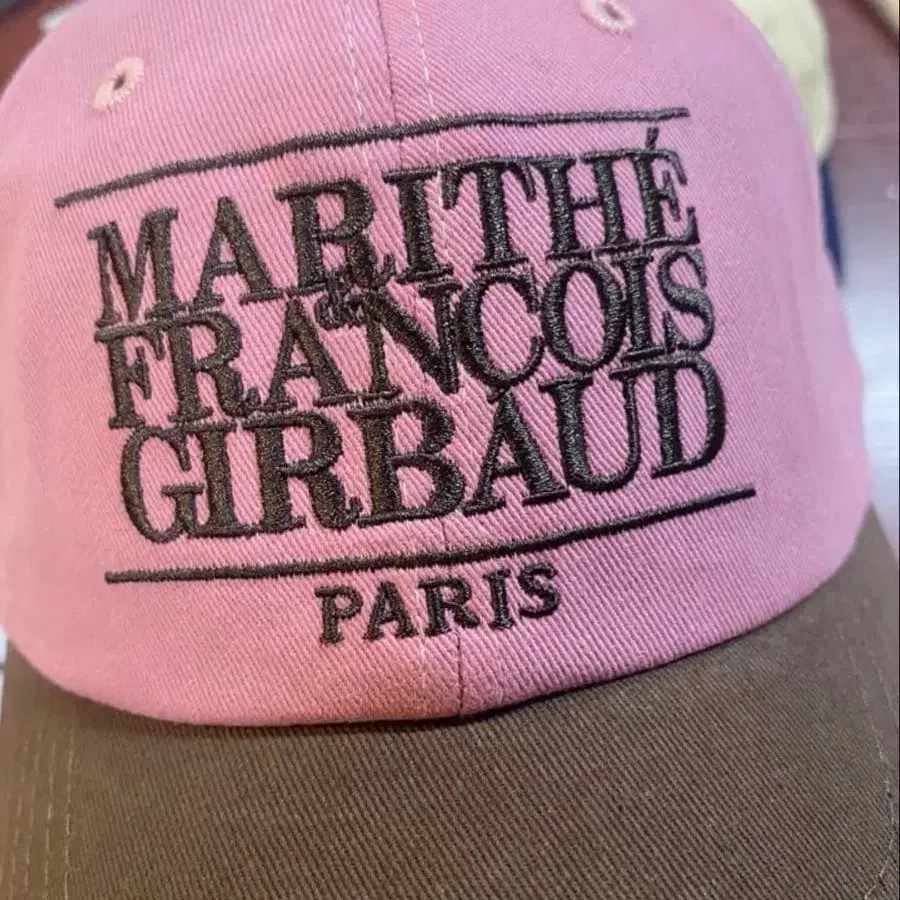 MARITHÉ
&
FRANCOIS
GIRBAUD
PARIS